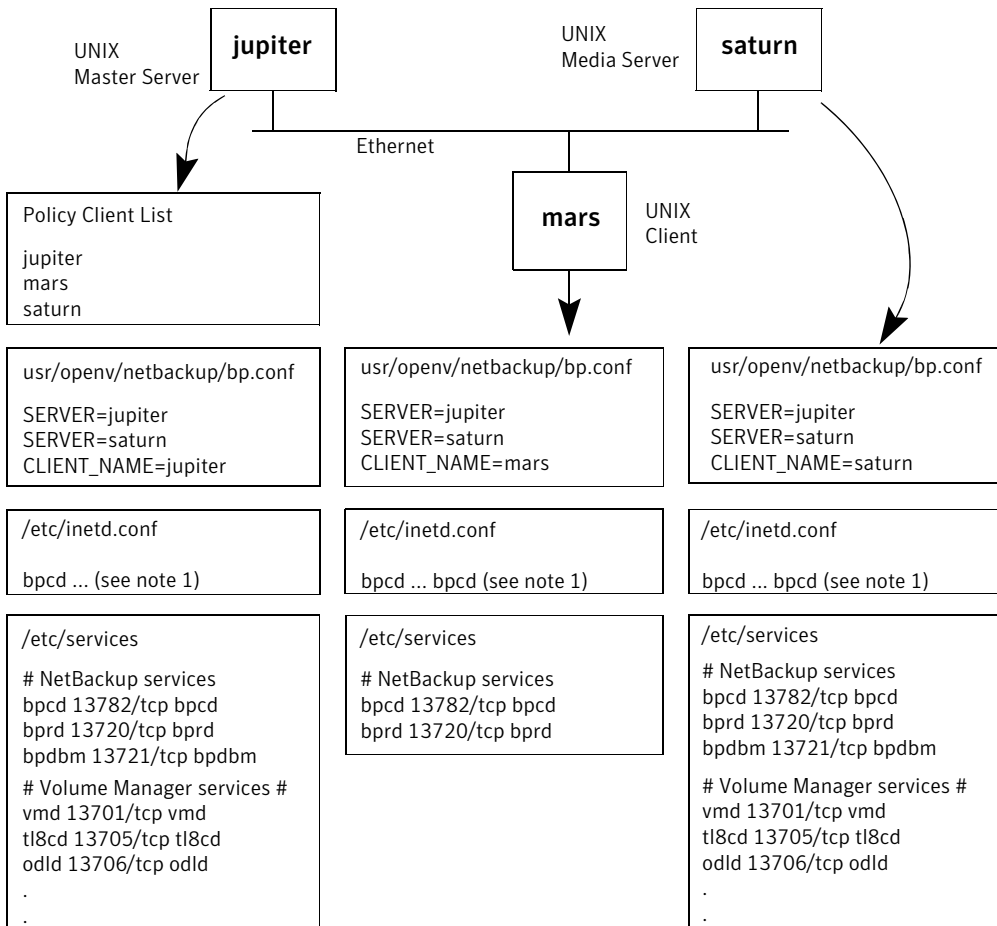 UNIX
Master Server
jupiter
UNIX
Media Server
saturn
Ethernet
mars
UNIX
Client
Policy Client List
jupiter
mars
saturn
usr/openv/netbackup/bp.conf
SERVER=jupiter
SERVER=saturn
CLIENT_NAME=jupiter
usr/openv/netbackup/bp.conf
SERVER=jupiter
SERVER=saturn
CLIENT_NAME=mars
usr/openv/netbackup/bp.conf
SERVER=jupiter
SERVER=saturn
CLIENT_NAME=saturn
/etc/inetd.conf
bpcd ... (see note 1)
/etc/inetd.conf
bpcd ... bpcd (see note 1)
/etc/inetd.conf
bpcd ... bpcd (see note 1)
/etc/services
# NetBackup services
bpcd 13782/tcp bpcd
bprd 13720/tcp bprd
bpdbm 13721/tcp bpdbm
# Volume Manager services #
vmd 13701/tcp vmd
tl8cd 13705/tcp tl8cd
odld 13706/tcp odld
.
.
/etc/services
# NetBackup services
bpcd 13782/tcp bpcd
bprd 13720/tcp bprd
/etc/services
# NetBackup services
bpcd 13782/tcp bpcd
bprd 13720/tcp bprd
bpdbm 13721/tcp bpdbm
# Volume Manager services #
vmd 13701/tcp vmd
tl8cd 13705/tcp tl8cd
odld 13706/tcp odld
.
.